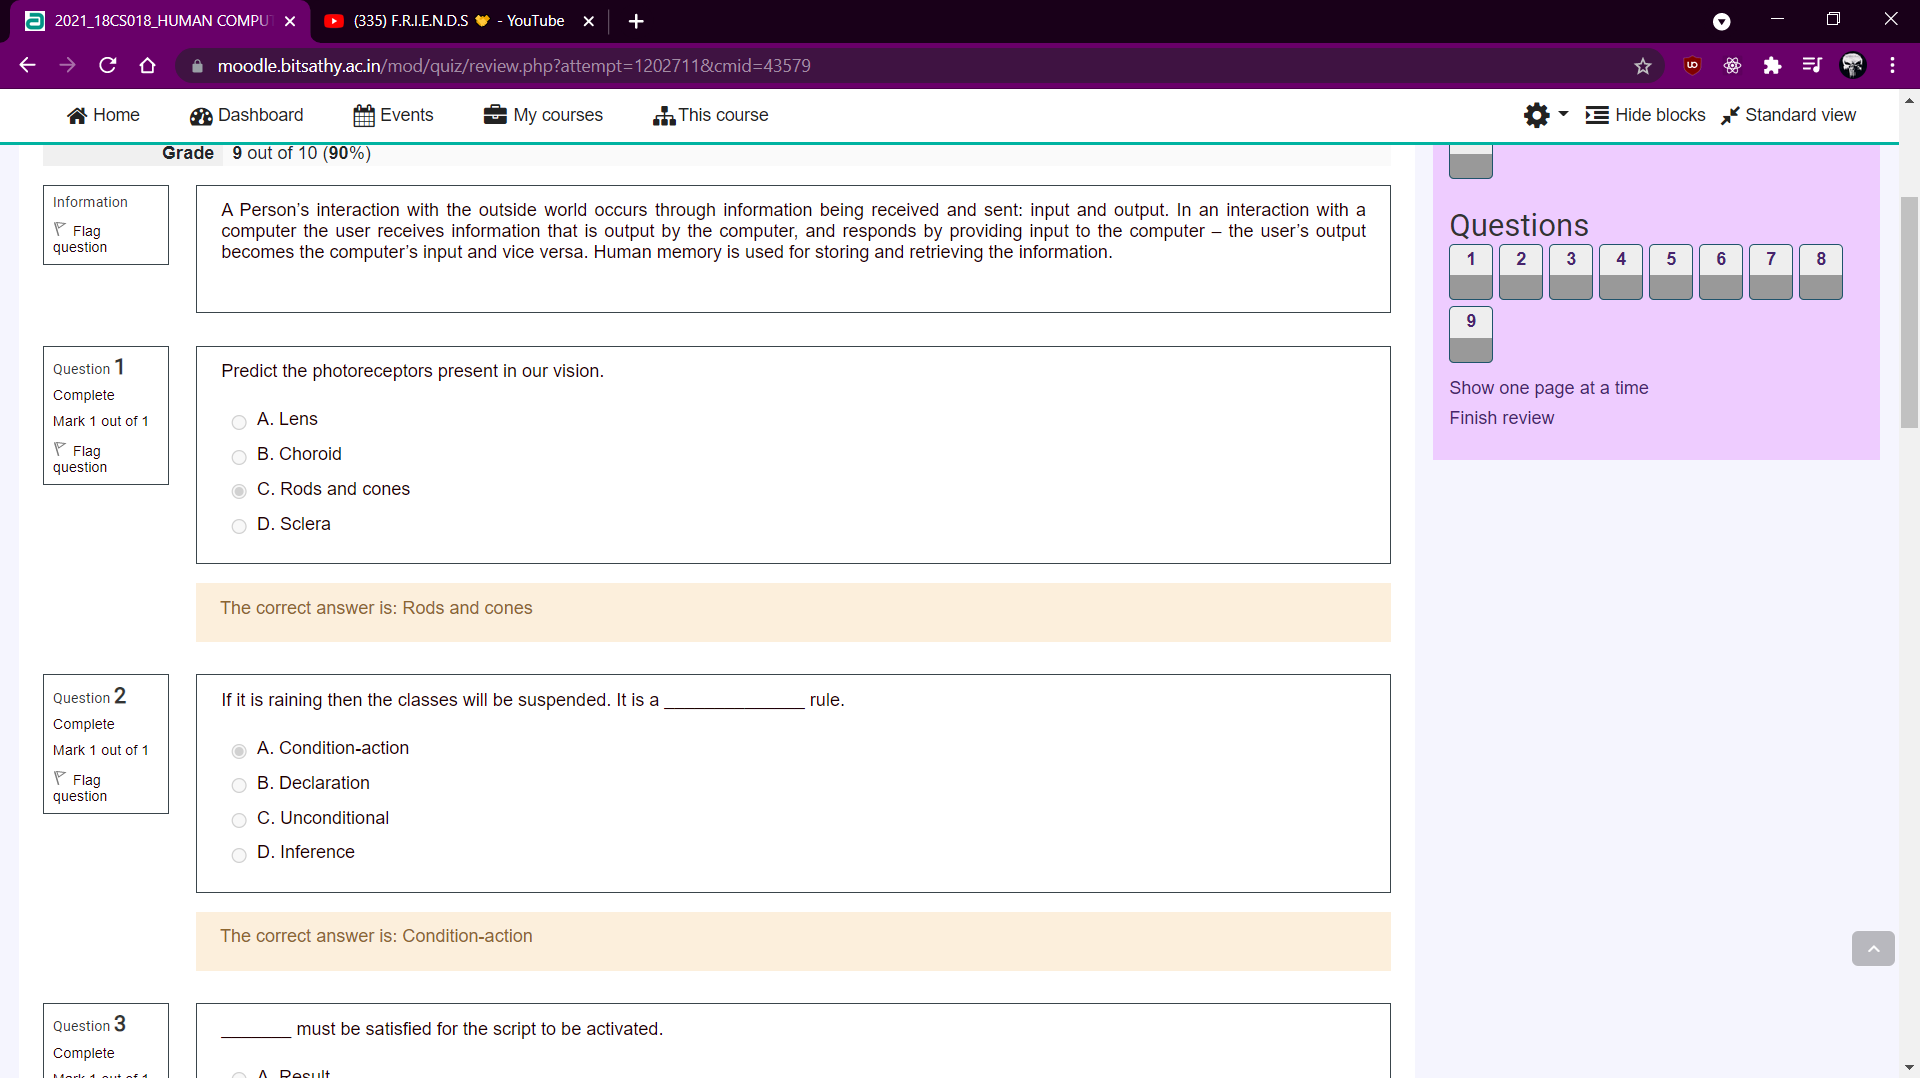 2021_18CS018_HUMAN COMPU
(335) F.R.I.E.N.D.S 💛 - YouTube
moodle.bitsathy.ac.in/mod/quiz/review.php?attempt=1202711&cmid=43579
Home
Dashboard
Events
My courses
This course
Hide blocks
Standard view
Grade 9 out of 10 (90%)
Information
Flag
question
A Person’s interaction with the outside world occurs through information being received and sent: input and output. In an interaction with a
computer the user receives information that is output by the computer, and responds by providing input to the computer – the user’s output
becomes the computer’s input and vice versa. Human memory is used for storing and retrieving the information.
Question 1
Complete
Mark 1 out of 1
Flag
question
Predict the photoreceptors present in our vision.
A. Lens
B. Choroid
C. Rods and cones
D. Sclera
The correct answer is: Rods and cones
Question 2
Complete
Mark 1 out of 1
Flag
question
If it is raining then the classes will be suspended. It is a ______________ rule.
A. Condition-action
B. Declaration
C. Unconditional
D. Inference
The correct answer is: Condition-action
Question 3
Complete
Mark 1 out of 1
_______ must be satisfied for the script to be activated.
A. Result
Questions
1 2 3 4 5 6 7 8
9
Show one page at a time
Finish review